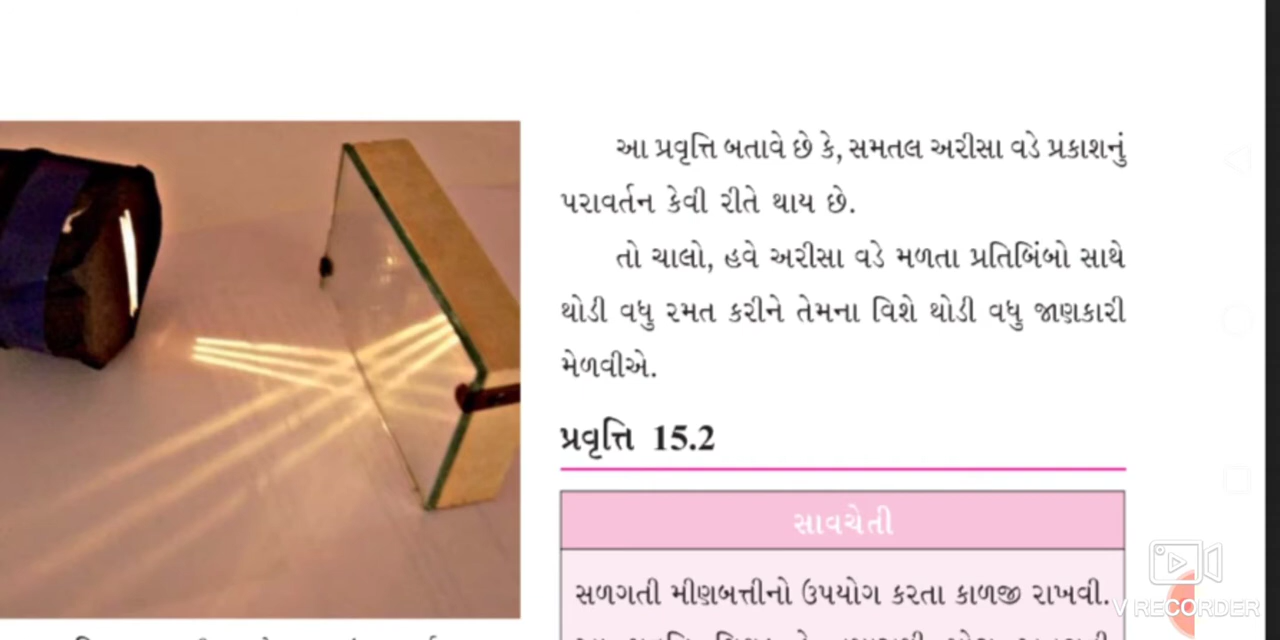 આ પ્રવૃત્તિ બતાવે છે કે, સમતલ અરીસા વડે પ્રકાશનું
પરાવર્તન કેવી રીતે થાય છે.
તો ચાલો, હવે અરીસા વડે મળતા પ્રતિબિંબો સાથે
થોડી વધુ રમત કરીને તેમના વિશે થોડી વધુ જાણકારી
મેળવીએ.
પ્રવૃત્તિ 15.2
સાવચેતી
સળગતી મીણબત્તીનો ઉપયોગ કરતા કાળજી રાખવી.
V RECORDER